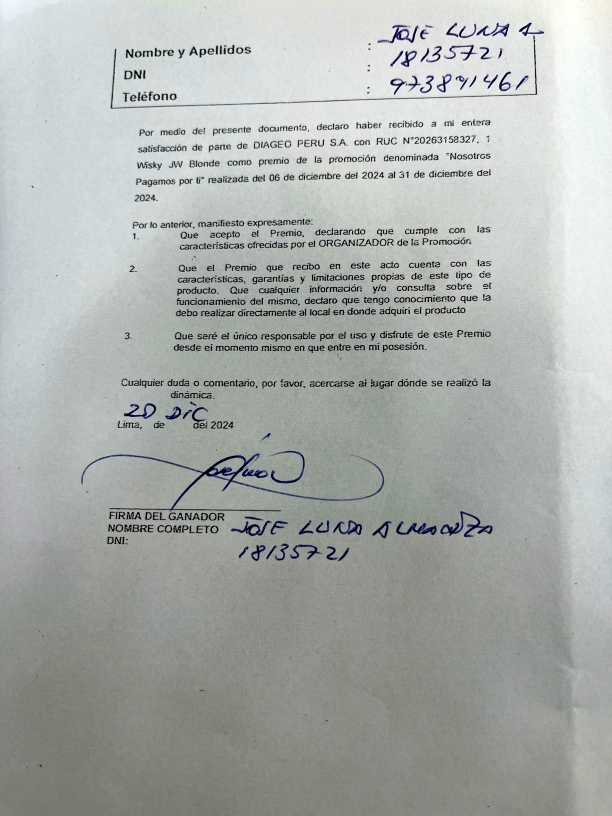 Nombre y Apellidos : JOSE LUNA A
DNI : 18135721
Teléfono : 973891461
Por medio del presente documento, declaro haber recibido a mi entera
satisfacción de parte de DIAGEO PERU S.A. con RUC N°20263158327, 1
Wisky JW Blonde como premio de la promoción denominada "Nosotros
Pagamos por ti" realizada del 06 de diciembre del 2024 al 31 de diciembre del
2024.
Por lo anterior, manifiesto expresamente:
1. Que acepto el Premio, declarando que cumple con las
características ofrecidas por el ORGANIZADOR de la Promoción
2. Que el Premio que recibo en este acto cuenta con las
características, garantías y limitaciones propias de este tipo de
producto. Que cualquier información y/o consulta sobre el
funcionamiento del mismo, declaro que tengo conocimiento que la
debo realizar directamente al local en donde adquirí el producto
3. Que seré el único responsable por el uso y disfrute de este Premio
desde el momento mismo en que entre en mi posesión.
Cualquier duda o comentario, por favor, acercarse al lugar dónde se realizó la
dinámica.
20 DIC
Lima, de del 2024
FIRMA DEL GANADOR
NOMBRE COMPLETO JOSE LUNA
DNI: 18135721